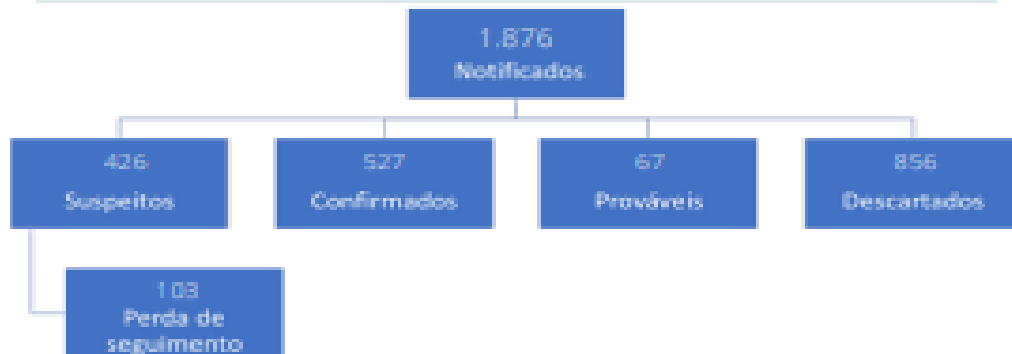 1.876
Notificados
426
Suspeitos
527
Confirmados
67
Prováveis
856
Descartados
103
Perda de
seguimento